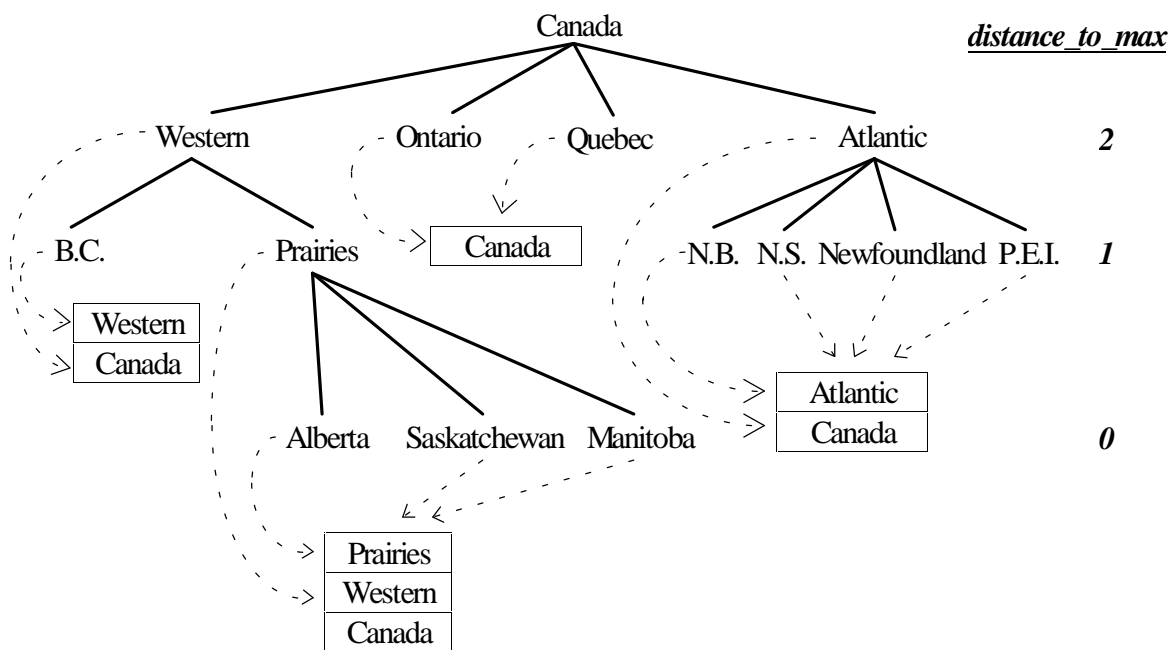 Canada
distance_to_max
Western Ontario Quebec Atlantic 2
B.C. Prairies Canada N.B. N.S. Newfoundland P.E.I. 1
Western
Canada
Atlantic
Alberta Saskatchewan Manitoba Canada 0
Prairies
Western
Canada